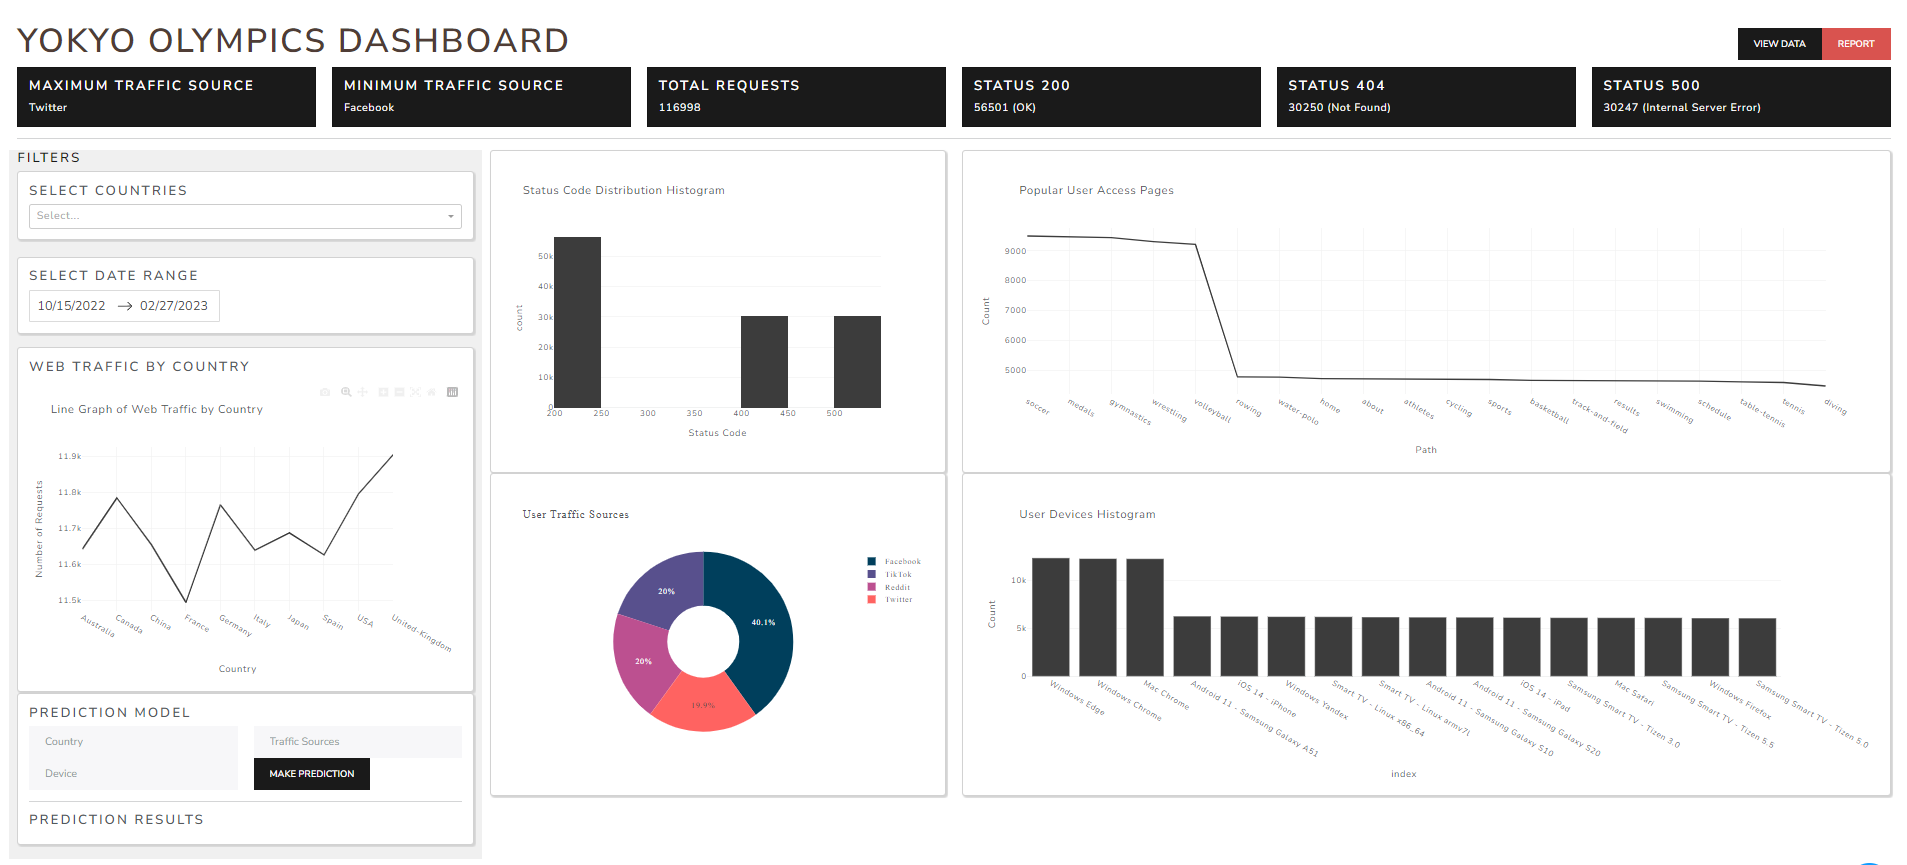 YOKYO OLYMPICS DASHBOARD
VIEW DATA
REPORT
MAXIMUM TRAFFIC SOURCE
Twitter
MINIMUM TRAFFIC SOURCE
Facebook
TOTAL REQUESTS
116998
STATUS 200
56501 (OK)
STATUS 404
30250 (Not Found)
STATUS 500
30247 (Internal Server Error)
FILTERS
SELECT COUNTRIES
Select...
SELECT DATE RANGE
10/15/2022 → 02/27/2023
WEB TRAFFIC BY COUNTRY
Line Graph of Web Traffic by Country
Number of Requests
11.9k
11.8k
11.7k
11.6k
11.5k
Australia
Canada
China
France
Germany
Italy
Japan
Spain
USA
United-Kingdom
Country
PREDICTION MODEL
Country
Traffic Sources
Device
MAKE PREDICTION
PREDICTION RESULTS
Status Code Distribution Histogram
count
50k
40k
30k
20k
10k
0
200
250
300
350
400
450
500
Status Code
Popular User Access Pages
Count
9000
8000
7000
6000
5000
soccer
medals
gymnastics
wrestling
volleyball
rowing
water-polo
home
about
athletes
cycling
sports
basketball
track-and-field
results
swimming
schedule
table-tennis
tennis
diving
Path
User Traffic Sources
20%
40.1%
20%
19.9%
Facebook
TikTok
Reddit
Twitter
User Devices Histogram
Count
10k
5k
0
Windows Edge
Windows Chrome
Mac Chrome
Android 11 - Samsung Galaxy A51
iOS 14 - iPhone
Windows Yandex
Smart TV - Linux x86_64
Smart TV - Linux armv7l
Android 11 - Samsung Galaxy S10
Android 11 - Samsung Galaxy S20
iOS 14 - iPad
Samsung Smart TV - Tizen 3.0
Mac Safari
Samsung Smart TV - Tizen 5.5
Windows Firefox
Samsung Smart TV - Tizen 5.0
index